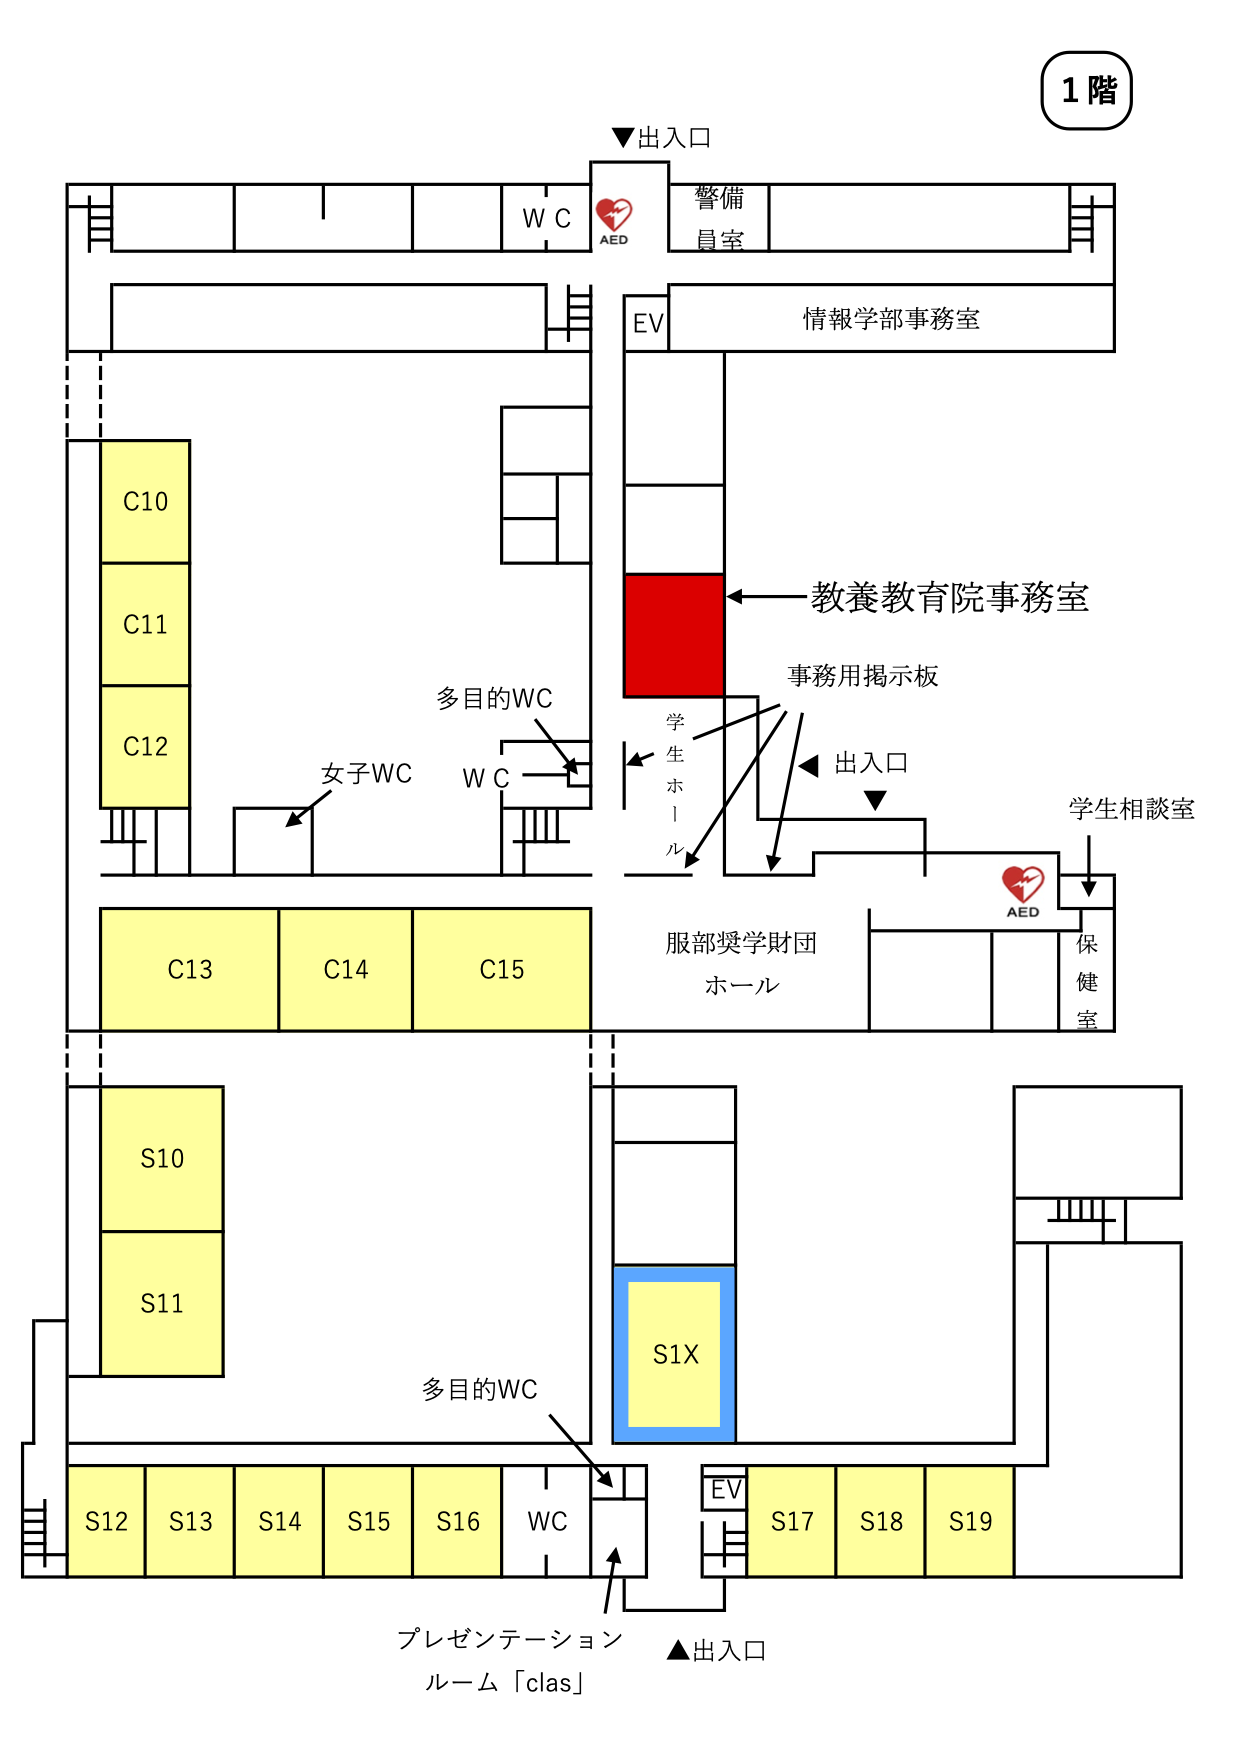 1階
▼出入口
WC
AED
警備
員室
EV
情報学部事務室
C10
教養教育院事務室
C11
事務用掲示板
多目的WC
学生ホール
C12
◀ 出入口
▼
女子WC
WC
学生相談室
AED
C13
C14
C15
服部奨学財団
ホール
保健室
S10
S11
S1X
多目的WC
EV
S12
S13
S14
S15
S16
WC
S17
S18
S19
プレゼンテーション
ルーム「clas」
▲出入口